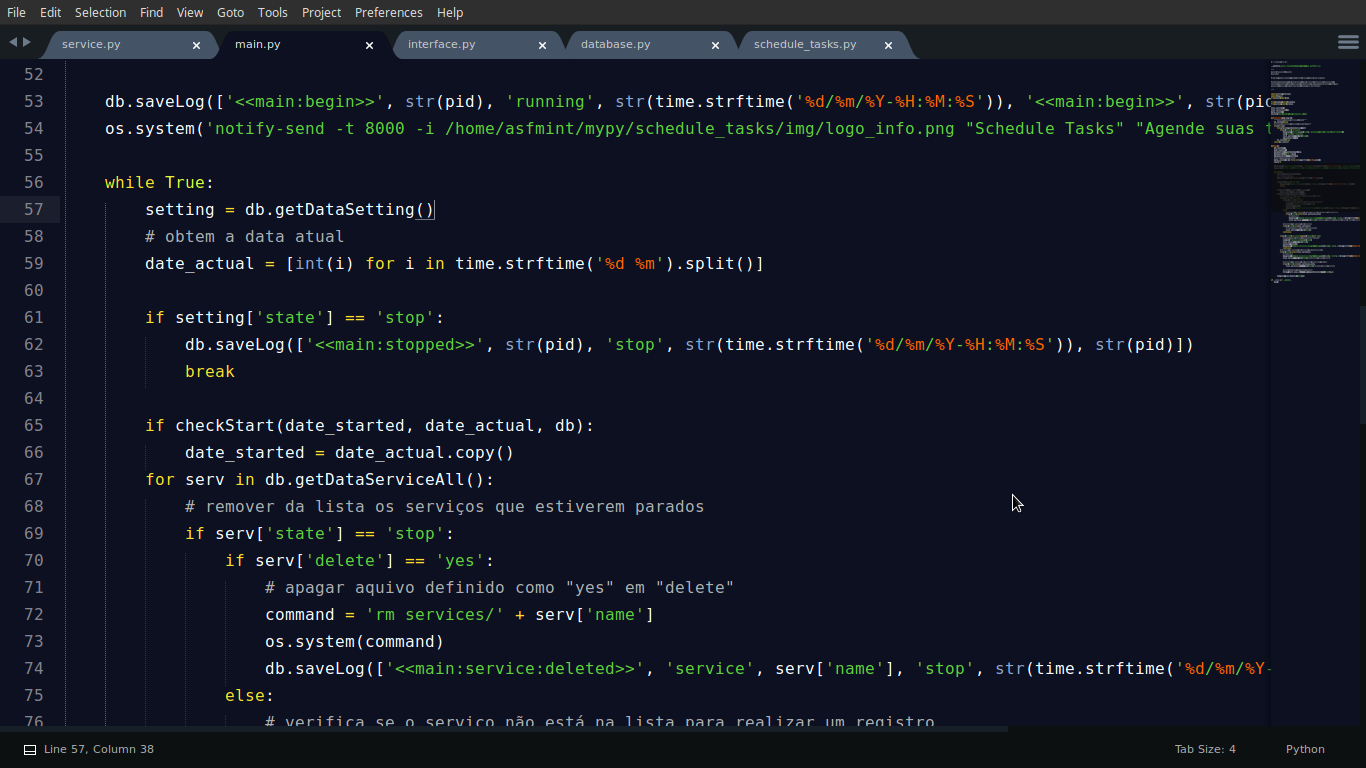 File Edit Selection Find View Goto Tools Project Preferences Help
service.py × main.py × interface.py × database.py × schedule_tasks.py ×
52
53 db.saveLog(['<<main:begin>>', str(pid), 'running', str(time.strftime('%d/%m/%Y-%H:%M:%S')), '<<main:begin>>', str(pid
54 os.system('notify-send -t 8000 -i /home/asfmint/mypy/schedule_tasks/img/logo_info.png "Schedule Tasks" "Agende suas t
55
56 while True:
57 setting = db.getDataSetting()
58 # obtem a data atual
59 date_actual = [int(i) for i in time.strftime('%d %m').split()]
60
61 if setting['state'] == 'stop':
62 db.saveLog(['<<main:stopped>>', str(pid), 'stop', str(time.strftime('%d/%m/%Y-%H:%M:%S')), str(pid)])
63 break
64
65 if checkStart(date_started, date_actual, db):
66 date_started = date_actual.copy()
67 for serv in db.getDataServiceAll():
68 # remover da lista os serviços que estiverem parados
69 if serv['state'] == 'stop':
70 if serv['delete'] == 'yes':
71 # apagar aquivo definido como "yes" em "delete"
72 command = 'rm services/' + serv['name']
73 os.system(command)
74 db.saveLog(['<<main:service:deleted>>', 'service', serv['name'], 'stop', str(time.strftime('%d/%m/%Y-
75 else:
76 # verifica se o serviço não está na lista para realizar um registro
Line 57, Column 38 Tab Size: 4 Python